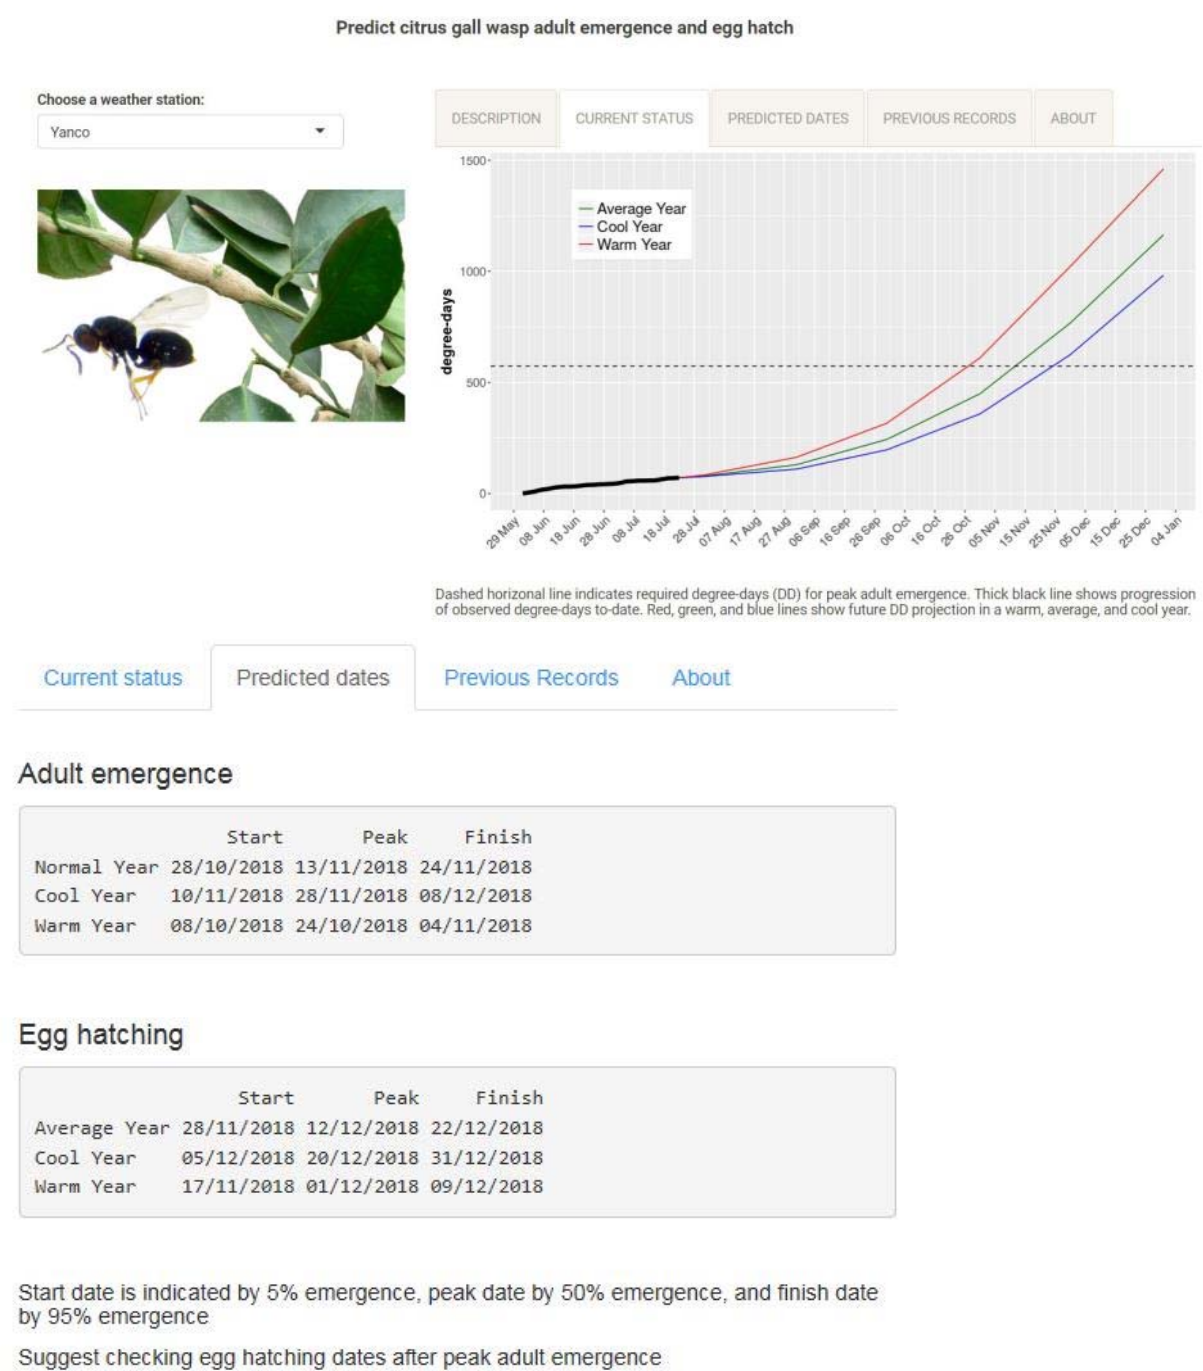 Predict citrus gall wasp adult emergence and egg hatch
Choose a weather station:
Yanco
DESCRIPTION CURRENT STATUS PREDICTED DATES PREVIOUS RECORDS ABOUT
1500
1000
500
0
degree-days
Average Year
Cool Year
Warm Year
29 May 08 Jun 18 Jun 28 Jun 08 Jul 18 Jul 28 Jul 07 Aug 17 Aug 27 Aug 06 Sep 16 Sep 26 Sep 06 Oct 16 Oct 26 Oct 05 Nov 15 Nov 25 Nov 05 Dec 15 Dec 25 Dec 04 Jan
Dashed horizonal line indicates required degree-days (DD) for peak adult emergence. Thick black line shows progression
of observed degree-days to-date. Red, green, and blue lines show future DD projection in a warm, average, and cool year.
Current status Predicted dates Previous Records About
Adult emergence
Start Peak Finish
Normal Year 28/10/2018 13/11/2018 24/11/2018
Cool Year 10/11/2018 28/11/2018 08/12/2018
Warm Year 08/10/2018 24/10/2018 04/11/2018
Egg hatching
Start Peak Finish
Average Year 28/11/2018 12/12/2018 22/12/2018
Cool Year 05/12/2018 20/12/2018 31/12/2018
Warm Year 17/11/2018 01/12/2018 09/12/2018
Start date is indicated by 5% emergence, peak date by 50% emergence, and finish date
by 95% emergence
Suggest checking egg hatching dates after peak adult emergence